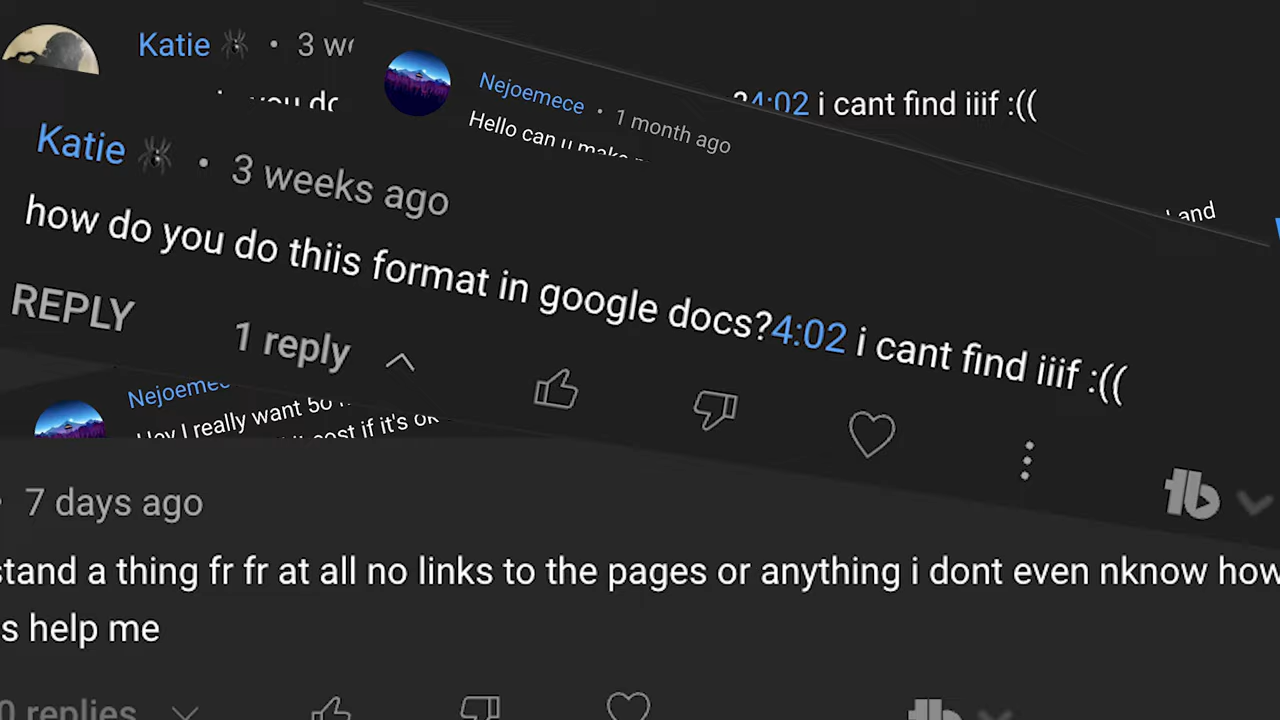 Katie • 3 w
Nejoemece • 1 month ago
Hello can u make
4:02 i cant find iiif :((
and
Katie • 3 weeks ago
how do you do thiis format in google docs?4:02 i cant find iiif :((
REPLY
1 reply
Nejoemece
Hey I really want
cost if it's ok
• 7 days ago
stand a thing fr fr at all no links to the pages or anything i dont even nknow how
s help me
0 replies